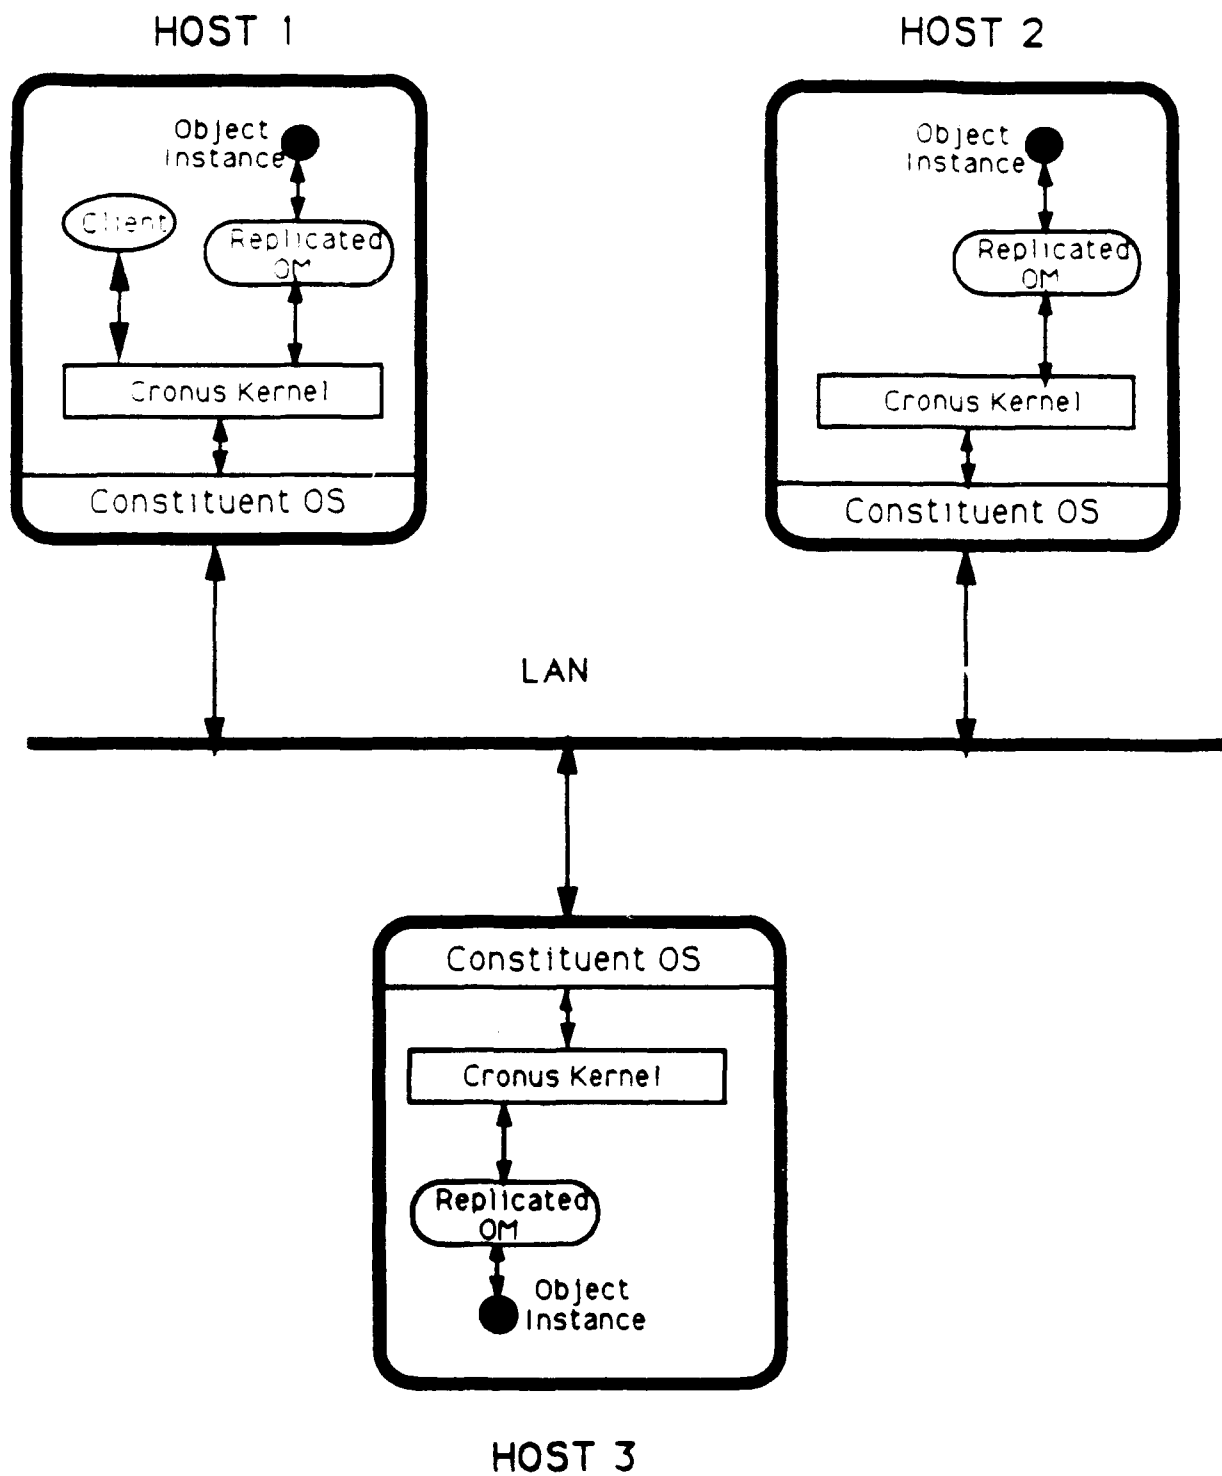 HOST 1
Object
Instance
Client
Replicated
OM
Cronus Kernel
Constituent OS
HOST 2
Object
Instance
Replicated
OM
Cronus Kernel
Constituent OS
LAN
Constituent OS
Cronus Kernel
Replicated
OM
Object
Instance
HOST 3